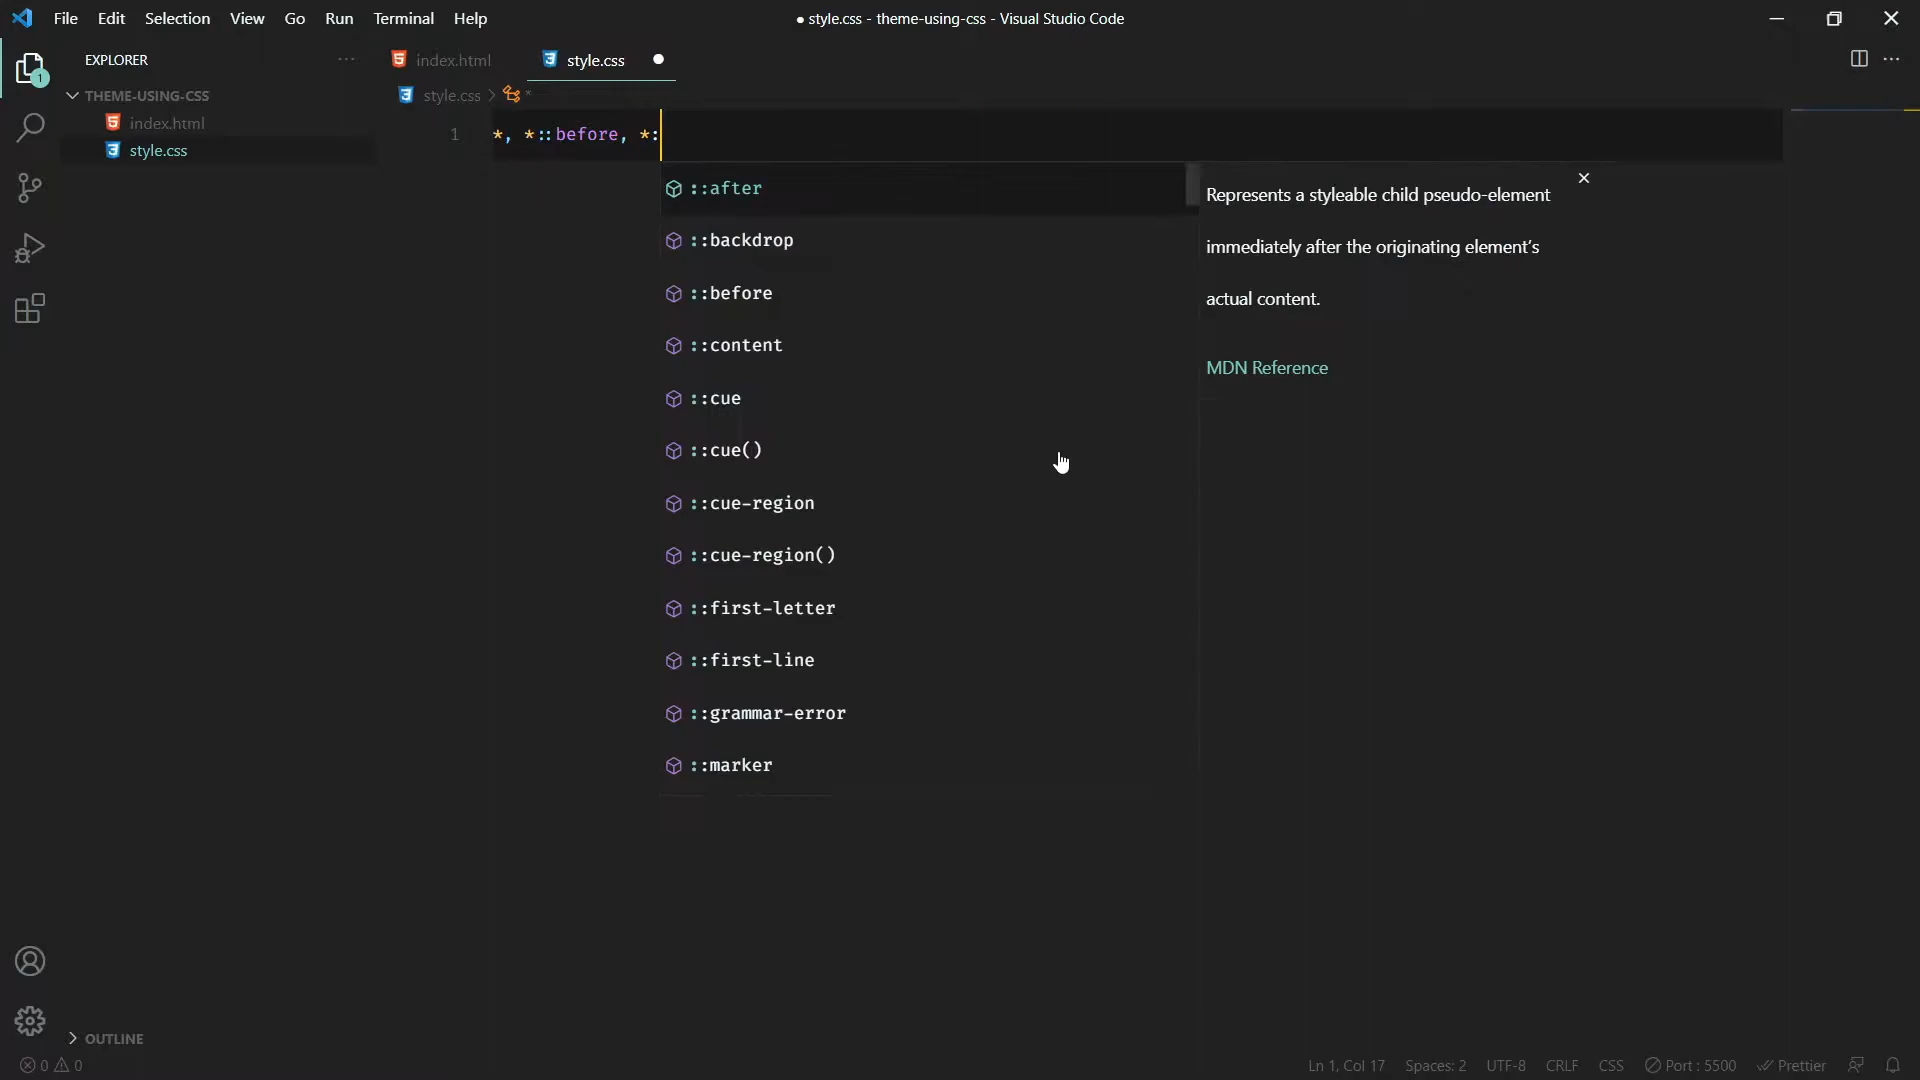 File Edit Selection View Go Run Terminal Help
● style.css - theme-using-css - Visual Studio Code
EXPLORER
THEME-USING-CSS
index.html
style.css
OUTLINE
index.html
style.css
style.css > *
1 *, *::before, *:
::after
::backdrop
::before
::content
::cue
::cue()
::cue-region
::cue-region()
::first-letter
::first-line
::grammar-error
::marker
Represents a styleable child pseudo-element
immediately after the originating element's
actual content.
MDN Reference
0 0
Ln 1, Col 17 Spaces: 2 UTF-8 CRLF CSS Port : 5500 Prettier